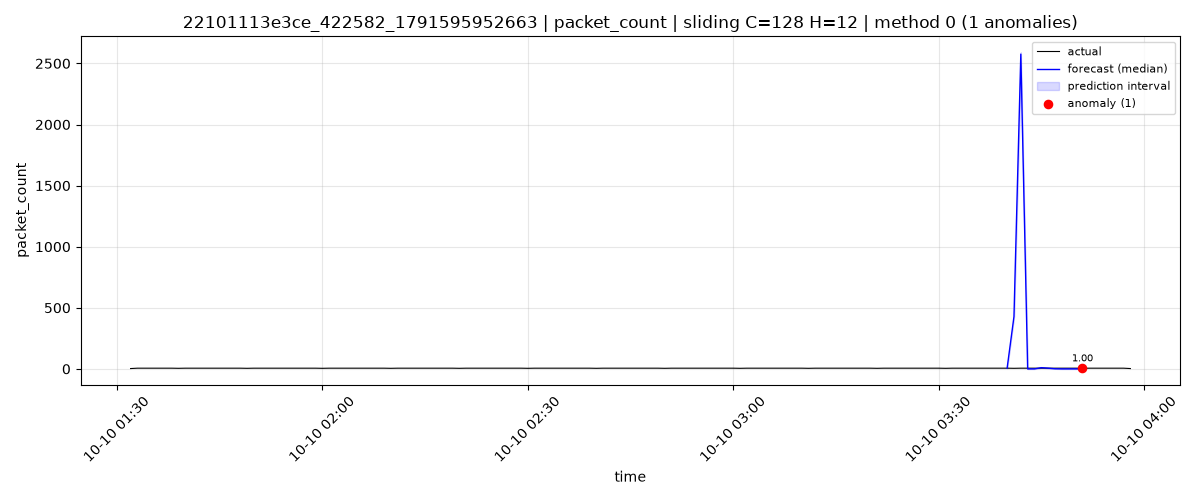 22101113e3ce_422582_1791595952663 | packet_count | sliding C=128 H=12 | method 0 (1 anomalies)
actual
forecast (median)
prediction interval
anomaly (1)
packet_count
2500
2000
1500
1000
500
0
1.00
10-10 01:30
10-10 02:00
10-10 02:30
10-10 03:00
10-10 03:30
10-10 04:00
time